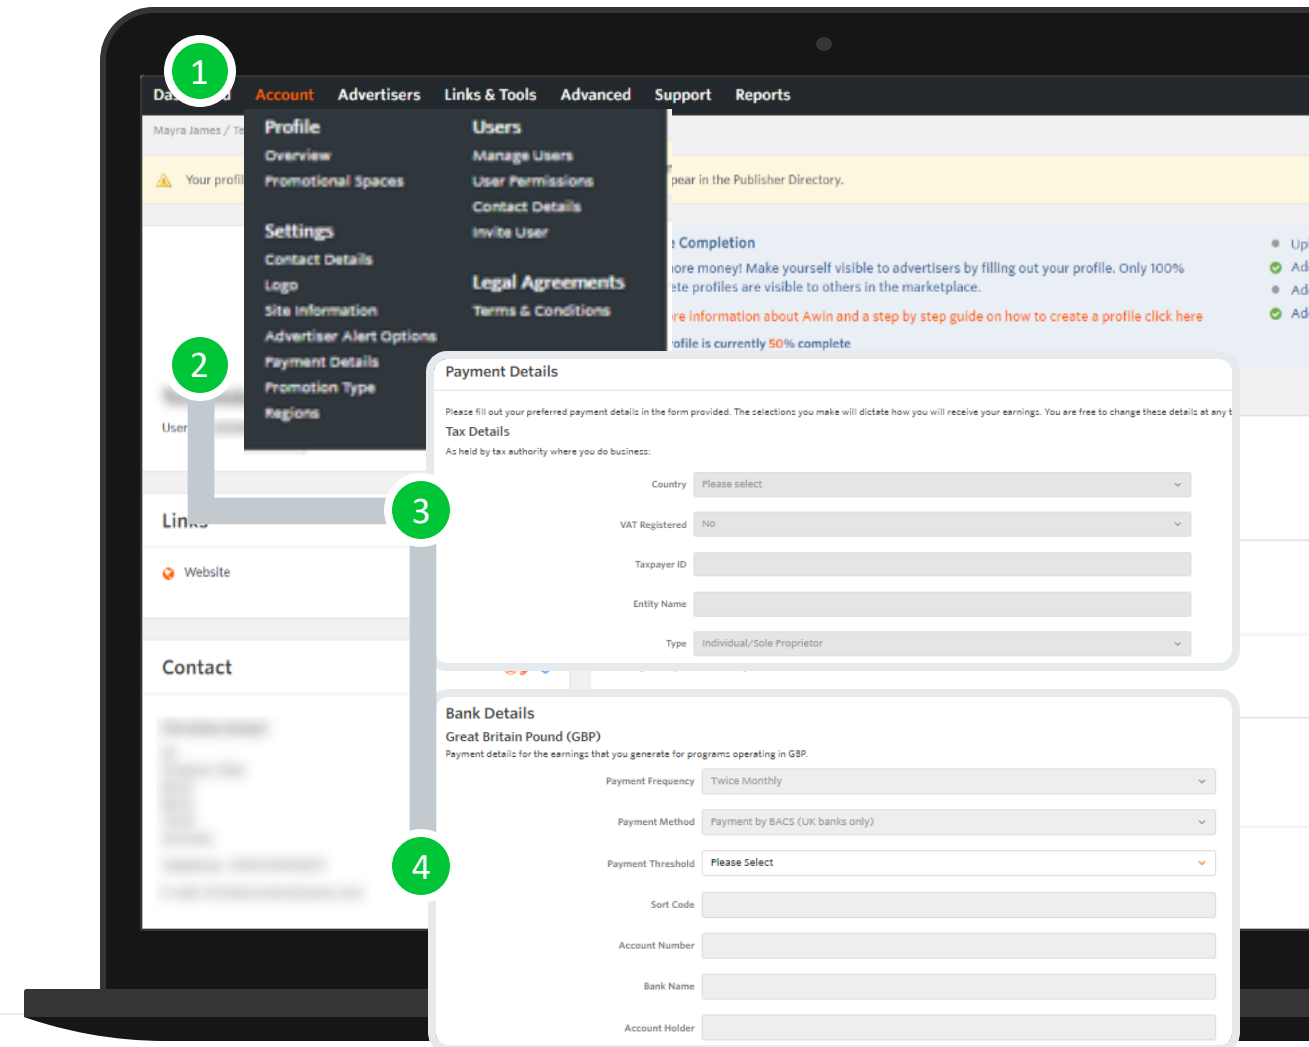 1
Account Advertisers Links & Tools Advanced Support Reports
Mayra James /
Profile
Overview
Promotional Spaces
Settings
Contact Details
Logo
Site Information
Advertiser Alert Options
Payment Details
Promotion Type
Regions
Users
Manage Users
User Permissions
Contact Details
Invite User
Legal Agreements
Terms & Conditions
Your profil
pear in the Publisher Directory.
Completion
ore money! Make yourself visible to advertisers by filling out your profile. Only 100%
ete profiles are visible to others in the marketplace.
re information about Awin and a step by step guide on how to create a profile click here
ofile is currently 50% complete
Up
Ad
Ad
Ad
2
User
Links
Website
Contact
3
Payment Details
Please fill out your preferred payment details in the form provided. The selections you make will dictate how you will receive your earnings. You are free to change these details at any t
Tax Details
As held by tax authority where you do business:
Country Please select
VAT Registered No
Taxpayer ID
Entity Name
Type Individual/Sole Proprietor
4
Bank Details
Great Britain Pound (GBP)
Payment details for the earnings that you generate for programs operating in GBP.
Payment Frequency Twice Monthly
Payment Method Payment by BACS (UK banks only)
Payment Threshold Please Select
Sort Code
Account Number
Bank Name
Account Holder